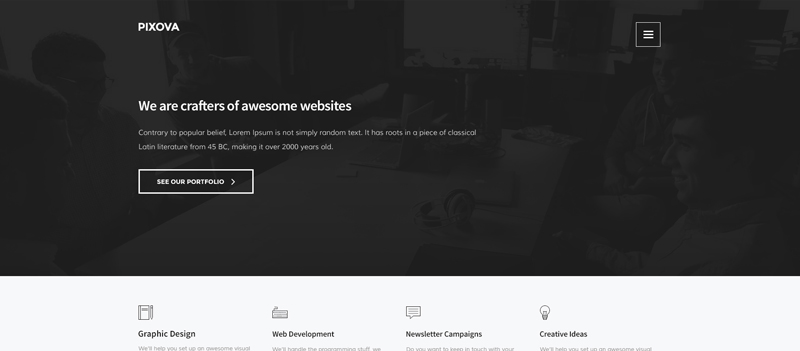 PIXOVA
We are crafters of awesome websites
Contrary to popular belief, Lorem Ipsum is not simply random text. It has roots in a piece of classical
Latin literature from 45 BC, making it over 2000 years old.
SEE OUR PORTFOLIO
Graphic Design
Web Development
Newsletter Campaigns
Creative Ideas
We'll help you set up an awesome visual
We'll handle the programming stuff, we
Do you want to keep in touch with your
We'll help you set up an awesome visual